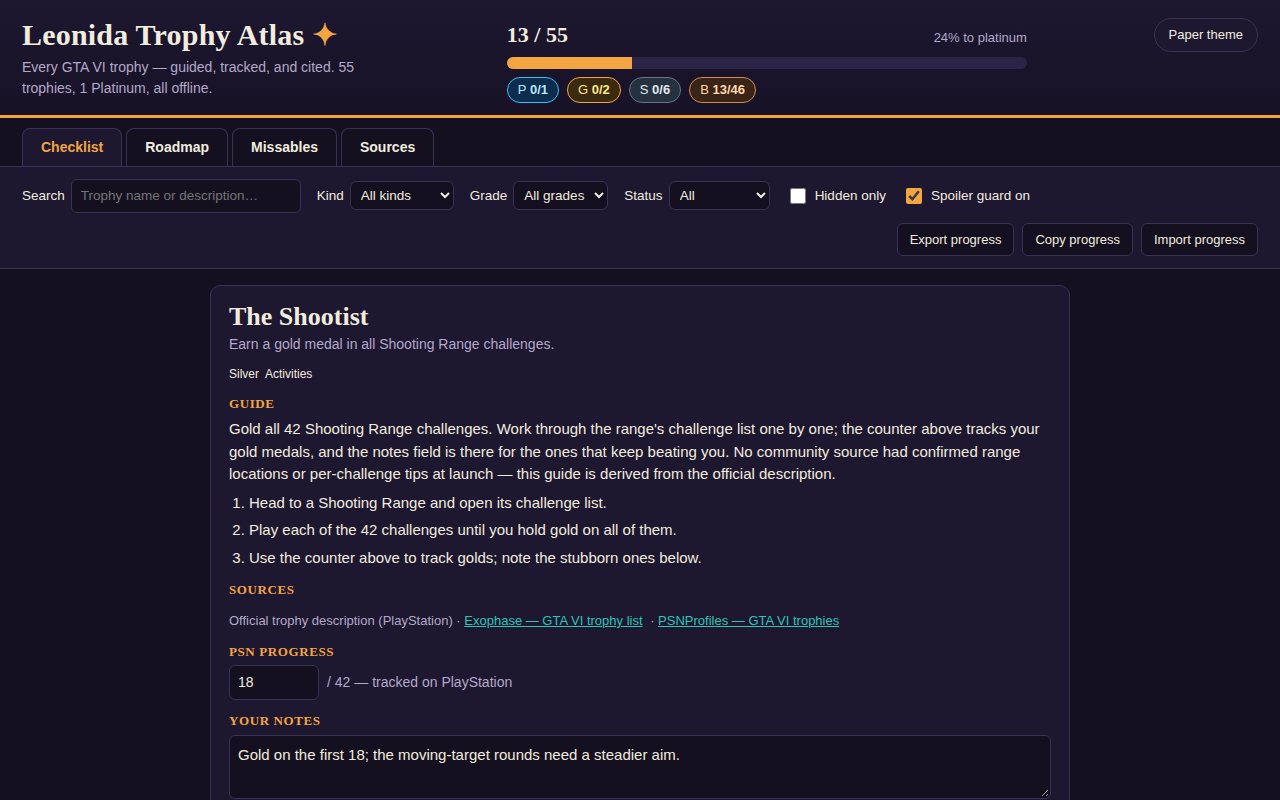 Leonida Trophy Atlas ✦
Every GTA VI trophy — guided, tracked, and cited. 55
trophies, 1 Platinum, all offline.
13 / 55
24% to platinum
P 0/1
G 0/2
S 0/6
B 13/46
Paper theme
Checklist
Roadmap
Missables
Sources
Search
Trophy name or description…
Kind
All kinds
Grade
All grades
Status
All
Hidden only
Spoiler guard on
Export progress
Copy progress
Import progress
The Shootist
Earn a gold medal in all Shooting Range challenges.
Silver Activities
GUIDE
Gold all 42 Shooting Range challenges. Work through the range's challenge list one by one; the counter above tracks your
gold medals, and the notes field is there for the ones that keep beating you. No community source had confirmed range
locations or per-challenge tips at launch — this guide is derived from the official description.
1. Head to a Shooting Range and open its challenge list.
2. Play each of the 42 challenges until you hold gold on all of them.
3. Use the counter above to track golds; note the stubborn ones below.
SOURCES
Official trophy description (PlayStation) · Exophase — GTA VI trophy list · PSNProfiles — GTA VI trophies
PSN PROGRESS
18
/ 42 — tracked on PlayStation
YOUR NOTES
Gold on the first 18; the moving-target rounds need a steadier aim.